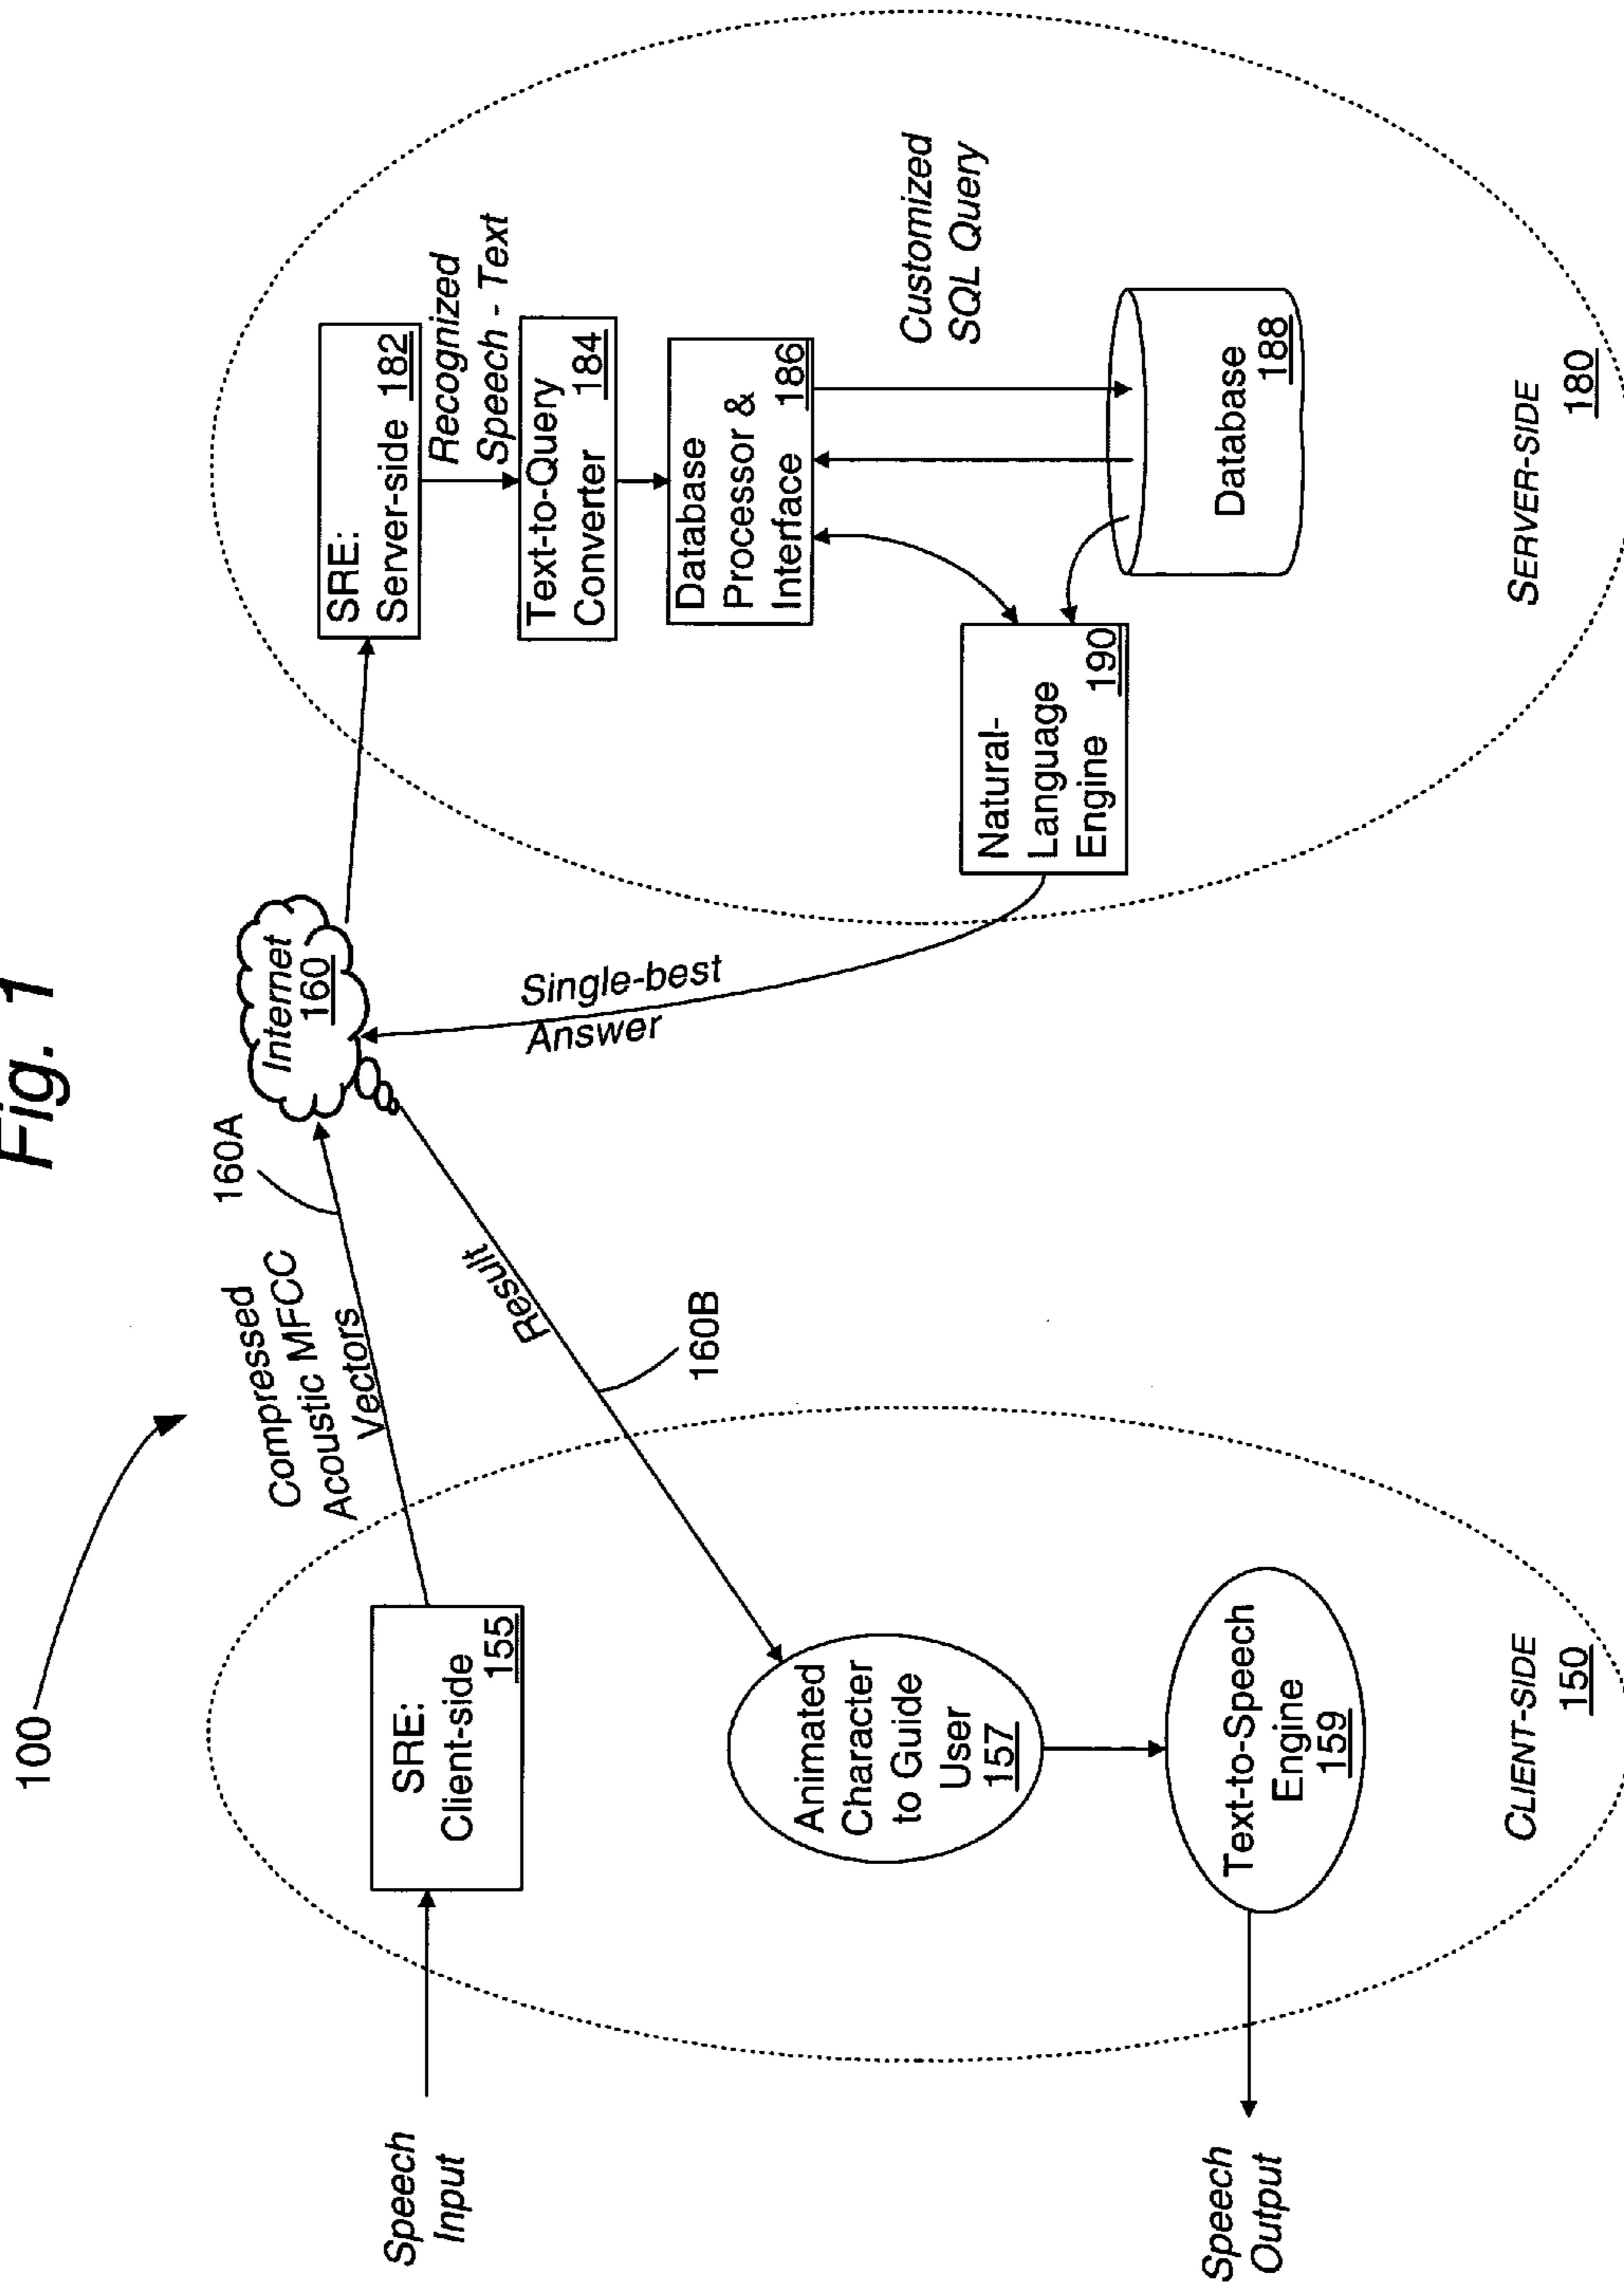 Fig. 1
100
Speech
Input
SRE:
Client-side
155
Compressed
Acoustic MFCC
Vectors
160A
Internet
160
Result
160B
Animated
Character
to Guide
User
157
Text-to-Speech
Engine
159
Speech
Output
CLIENT-SIDE
150
Single-best
Answer
SRE:
Server-side 182
Recognized
Speech - Text
Text-to-Query
Converter 184
Database
Processor &
Interface 186
Customized
SQL Query
Natural-
Language
Engine 190
Database
188
SERVER-SIDE
180